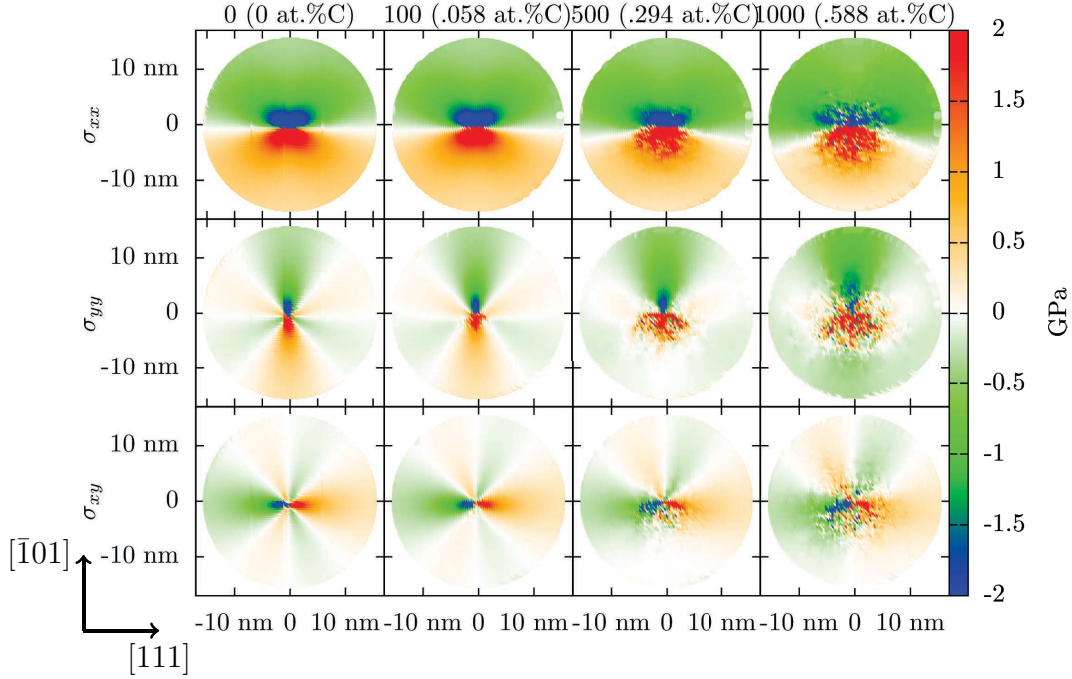 0 (0 at.%C) 100 (.058 at.%C) 500 (.294 at.%C) 1000 (.588 at.%C)
10 nm
0
-10 nm
σxx
10 nm
0
-10 nm
σyy
10 nm
0
-10 nm
σxy
-10 nm 0 10 nm -10 nm 0 10 nm -10 nm 0 10 nm -10 nm 0 10 nm
2
1.5
1
0.5
0
-0.5
-1
-1.5
-2
GPa
[1̄01]
[111]